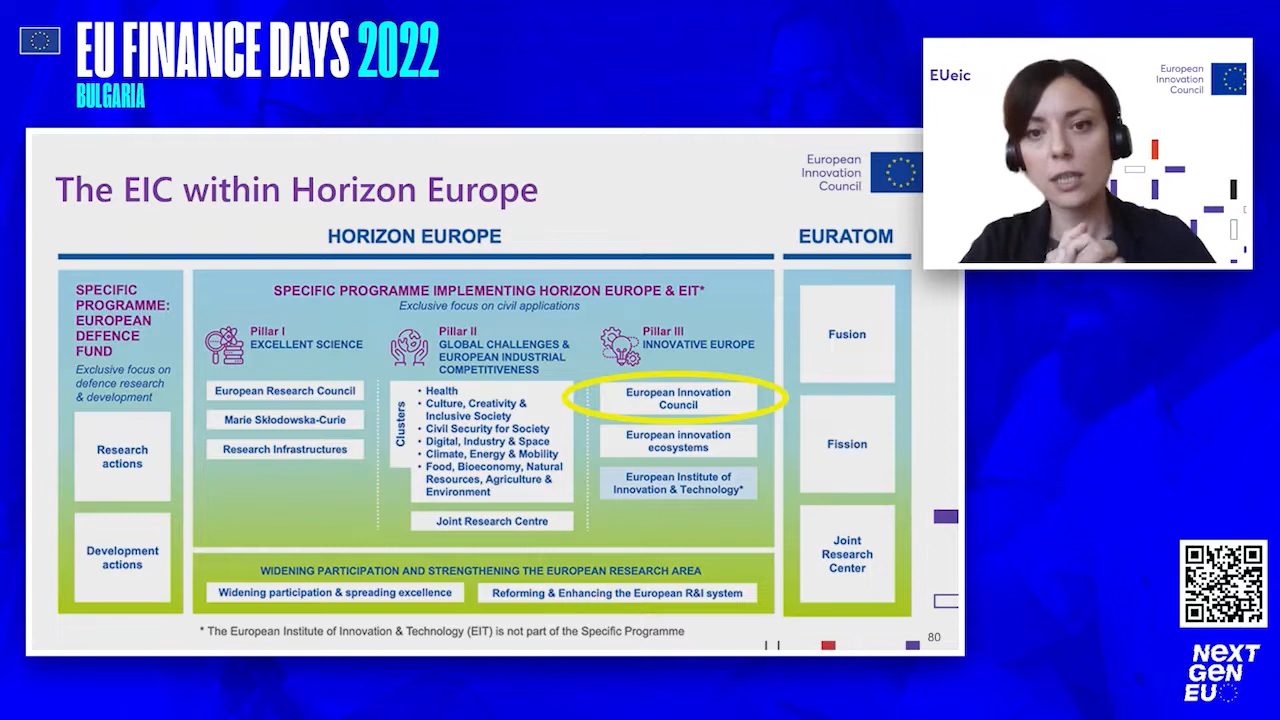 EU FINANCE DAYS 2022
BULGARIA
EUeic
European
Innovation
Council
The EIC within Horizon Europe
European
Innovation
Council
HORIZON EUROPE
EURATOM
SPECIFIC
PROGRAMME:
EUROPEAN
DEFENCE
FUND
Exclusive focus on
defence research
& development
Research
actions
Development
actions
SPECIFIC PROGRAMME IMPLEMENTING HORIZON EUROPE & EIT*
Exclusive focus on civil applications
Pillar I
EXCELLENT SCIENCE
European Research Council
Marie Skłodowska-Curie
Research Infrastructures
Pillar II
GLOBAL CHALLENGES &
EUROPEAN INDUSTRIAL
COMPETITIVENESS
Clusters
• Health
• Culture, Creativity &
Inclusive Society
• Civil Security for Society
• Digital, Industry & Space
• Climate, Energy & Mobility
• Food, Bioeconomy, Natural
Resources, Agriculture &
Environment
Joint Research Centre
Pillar III
INNOVATIVE EUROPE
European Innovation
Council
European innovation
ecosystems
European Institute of
Innovation & Technology*
Fusion
Fission
Joint
Research
Center
WIDENING PARTICIPATION AND STRENGTHENING THE EUROPEAN RESEARCH AREA
Widening participation & spreading excellence
Reforming & Enhancing the European R&I system
* The European Institute of Innovation & Technology (EIT) is not part of the Specific Programme
80
NEXT
GEN
EU